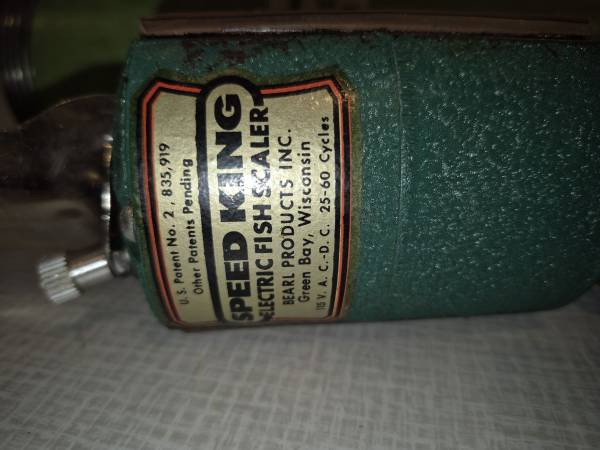 U.S. Patent No. 2,835,919
Other Patents Pending
SPEED KING
ELECTRIC FISH SCALER
BEARL PRODUCTS INC.
Green Bay, Wisconsin
115 V. A. C.-D. C. 25-60 Cycles